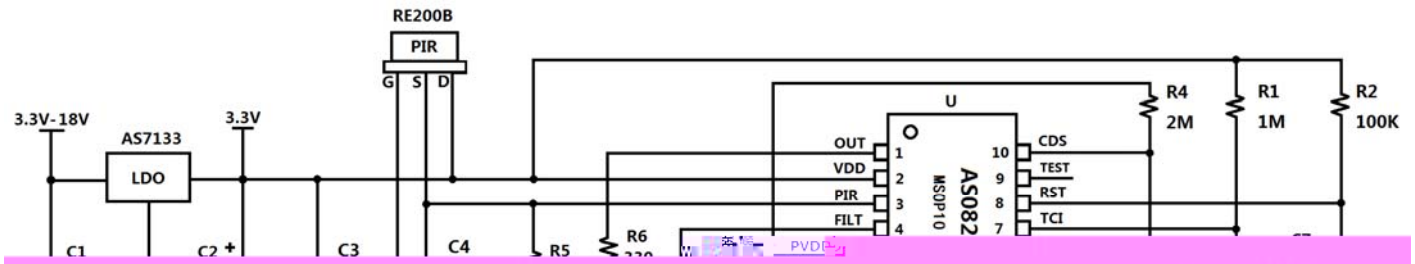 RE200B
PIR
G S D
3.3V-18V
AS7133
3.3V
LDO
U
R4
2M
R1
1M
R2
100K
OUT
1
VDD
2
PIR
3
FILT
4
10
CDS
9
TEST
8
RST
7
TCI
AS082
MSOP10
C1
C2 +
C3
C4
R5
R6
PVDD